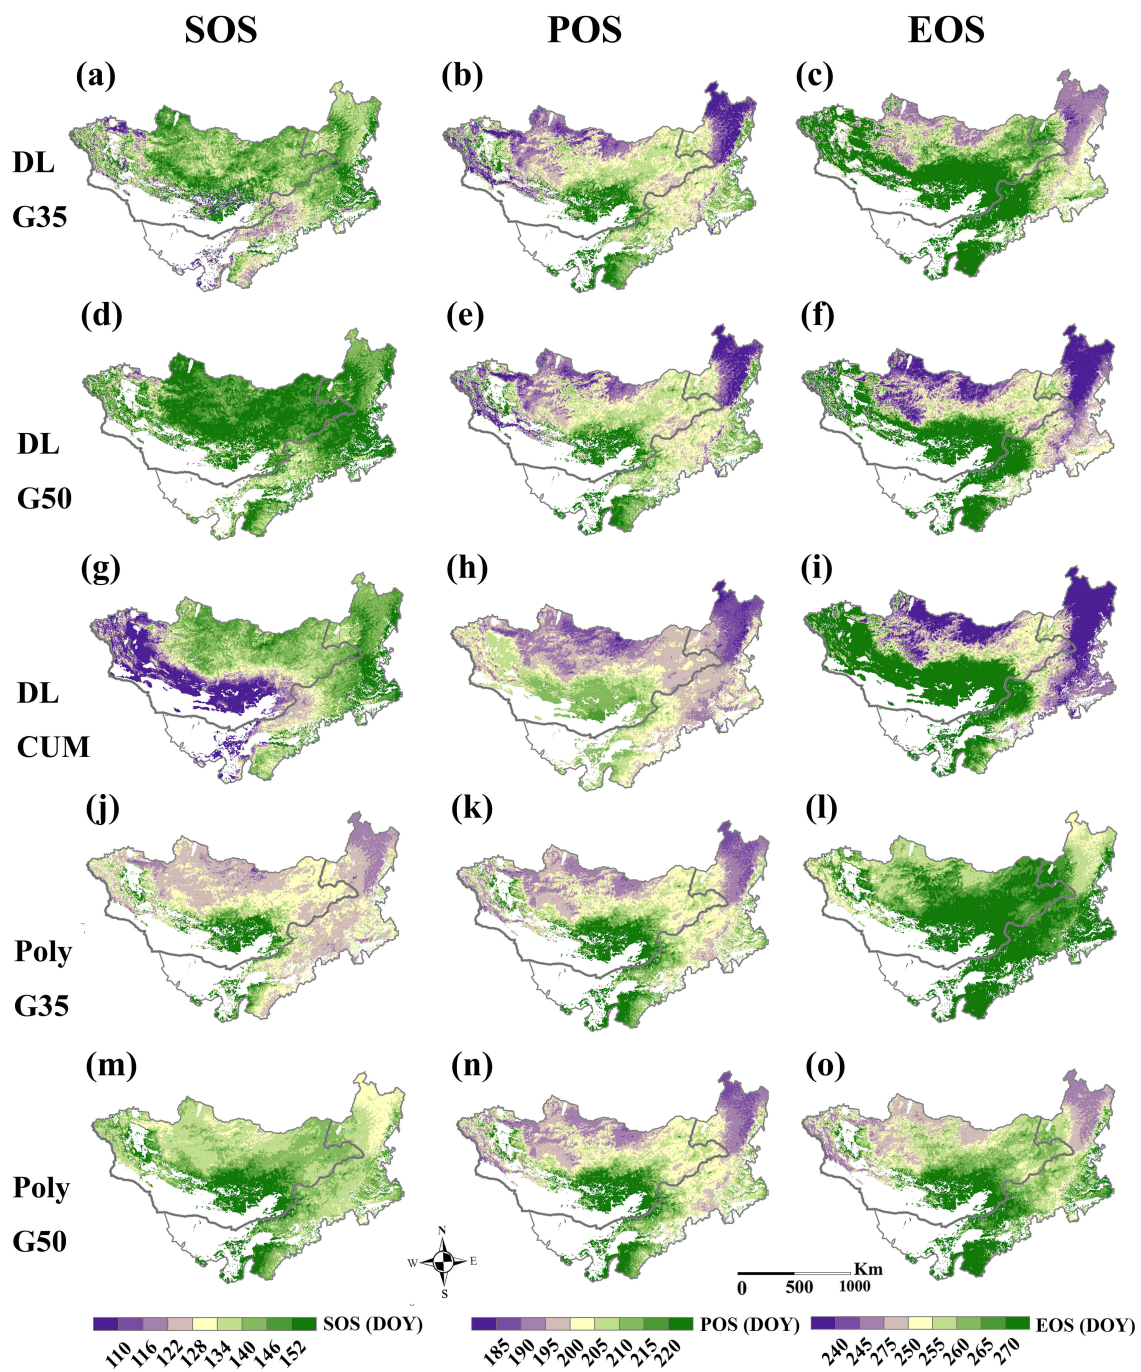 SOS POS EOS
(a) (b) (c)
DL
G35
(d) (e) (f)
DL
G50
(g) (h) (i)
DL
CUM
(j) (k) (l)
Poly
G35
(m) (n) (o)
Poly
G50
N
W E
S
Km
0 500 1000
SOS (DOY) POS (DOY) EOS (DOY)
110 116 122 128 134 140 146 152 185 190 195 200 205 210 215 220 240 245 275 250 255 260 265 270